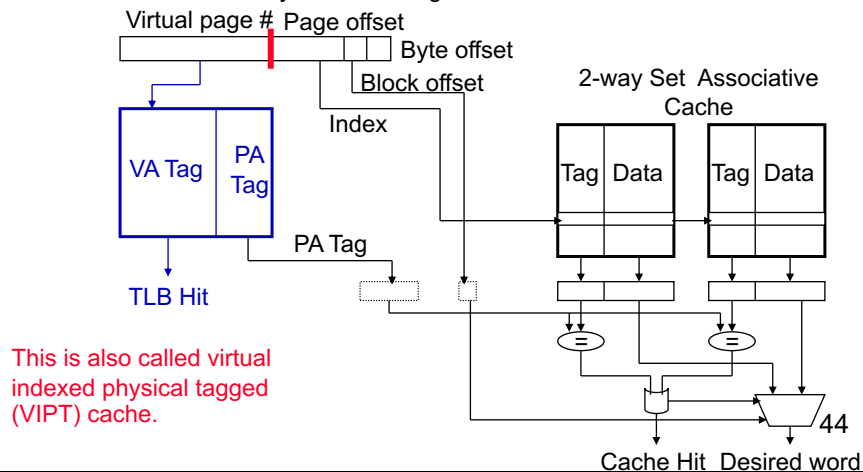 Virtual page # Page offset
Byte offset
Block offset
Index
2-way Set Associative
Cache
VA Tag
PA
Tag
Tag Data
Tag Data
PA Tag
TLB Hit
= =
This is also called virtual
indexed physical tagged
(VIPT) cache.
44
Cache Hit Desired word